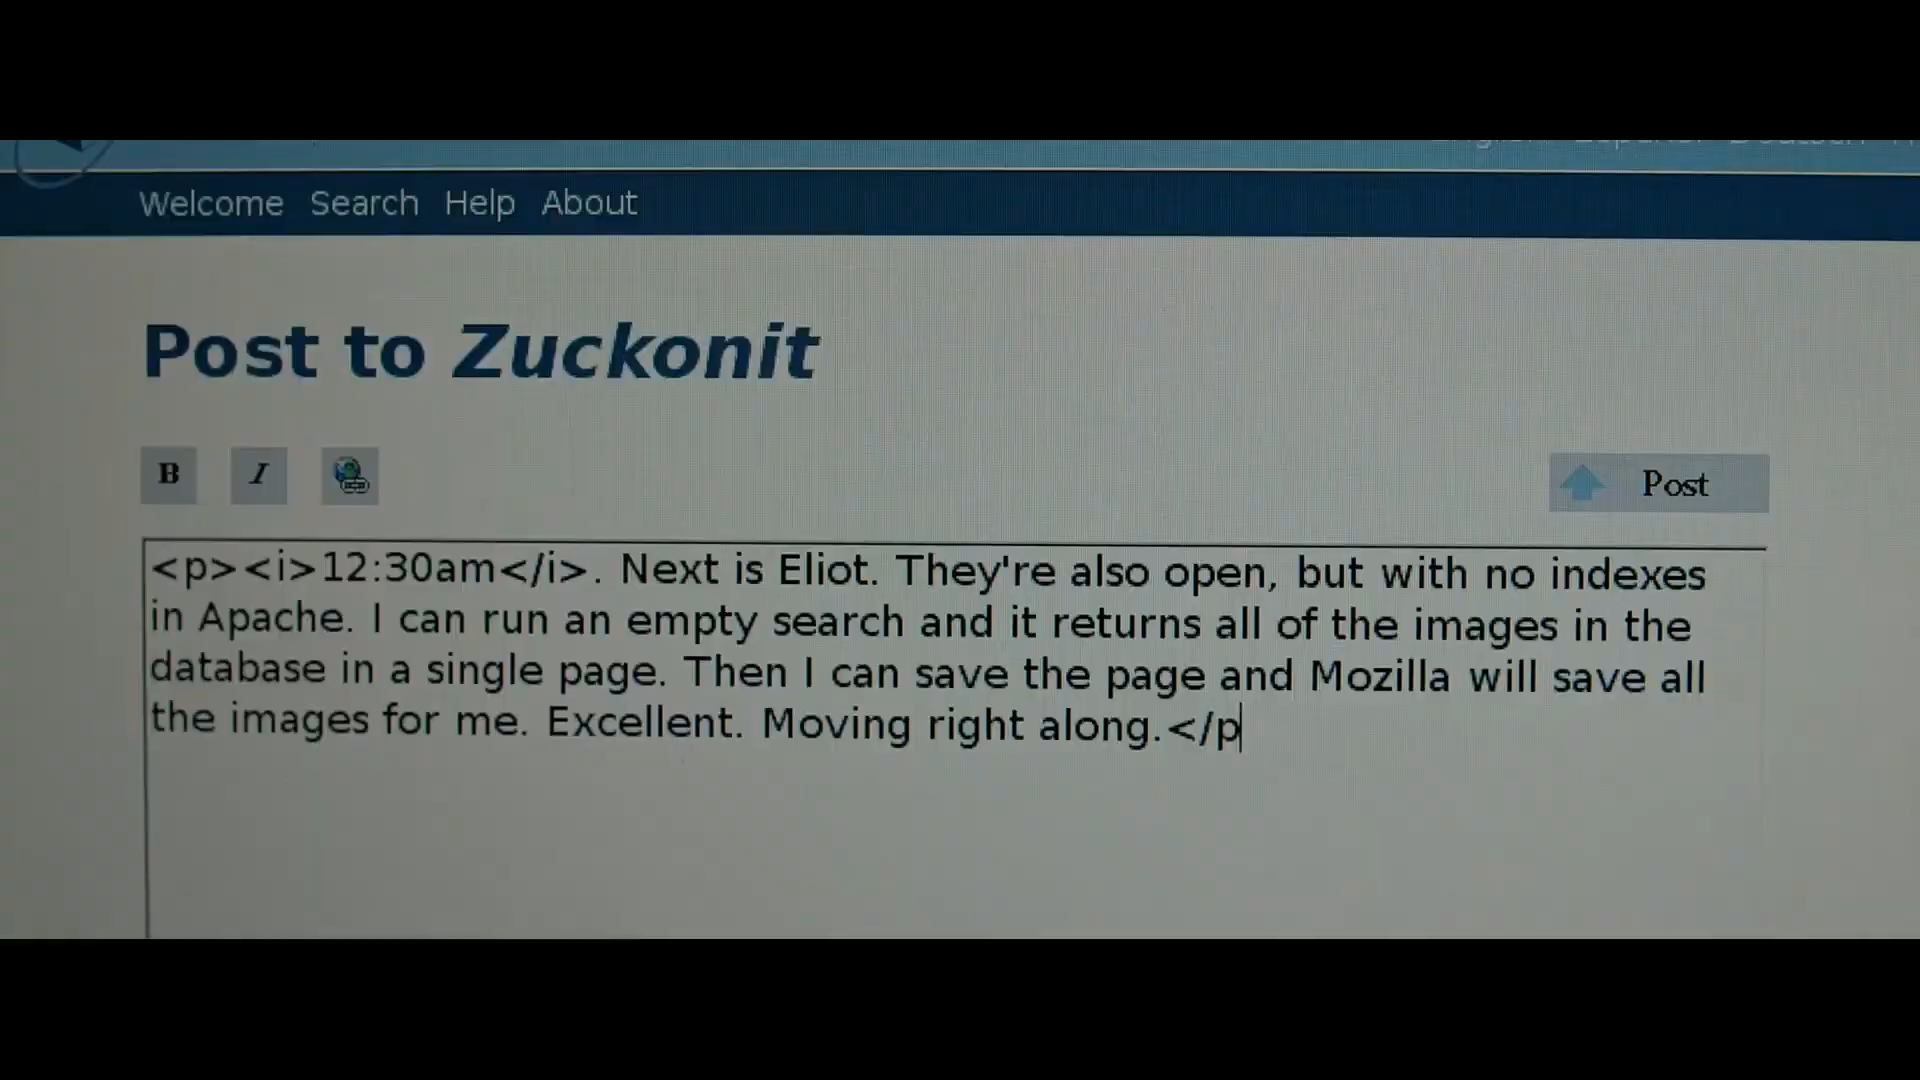 Welcome Search Help About
Post to Zuckonit
B I
Post
<p><i>12:30am</i>. Next is Eliot. They're also open, but with no indexes
in Apache. I can run an empty search and it returns all of the images in the
database in a single page. Then I can save the page and Mozilla will save all
the images for me. Excellent. Moving right along.</p